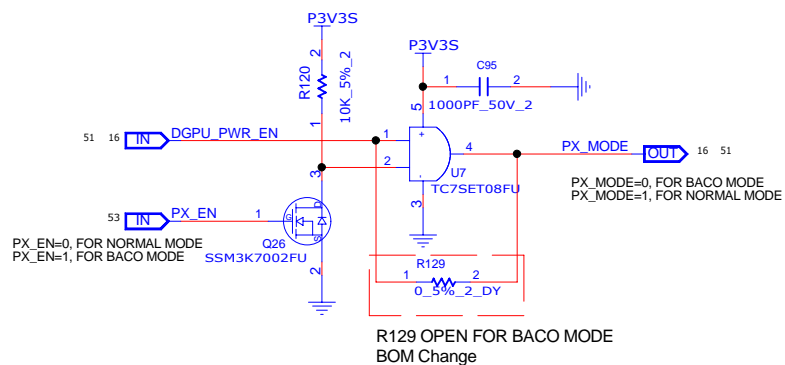 P3V3S
P3V3S
2
R120
10K_5%_2
1
C95
1
2
1000PF_50V_2
5
51 16 IN DGPU_PWR_EN
1
+
4
PX_MODE
OUT 16 51
2
-
U7
TC7SET08FU
3
3
D
53 IN PX_EN
1
G
S
Q26
SSM3K7002FU
2
PX_EN=0, FOR NORMAL MODE
PX_EN=1, FOR BACO MODE
PX_MODE=0, FOR BACO MODE
PX_MODE=1, FOR NORMAL MODE
R129
1
2
0_5%_2_DY
R129 OPEN FOR BACO MODE
BOM Change